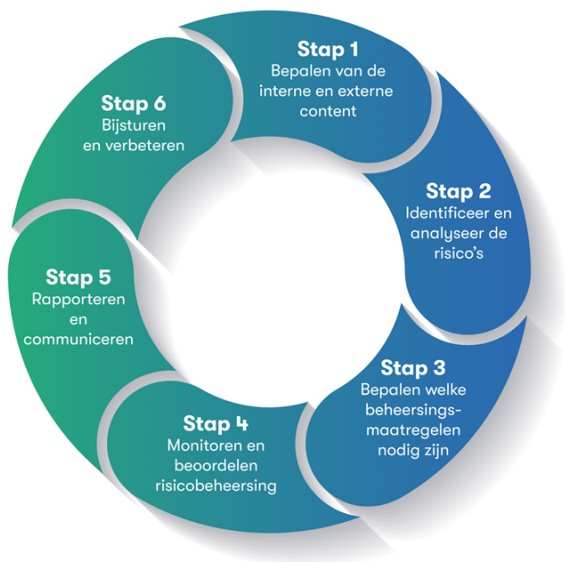 Stap 1
Bepalen van de
interne en externe
content
Stap 2
Identificeer en
analyseer de
risico's
Stap 3
Bepalen welke
beheersings-
maatregelen
nodig zijn
Stap 4
Monitoren en
beoordelen
risicobeheersing
Stap 5
Rapporteren
en
communiceren
Stap 6
Bijsturen
en verbeteren